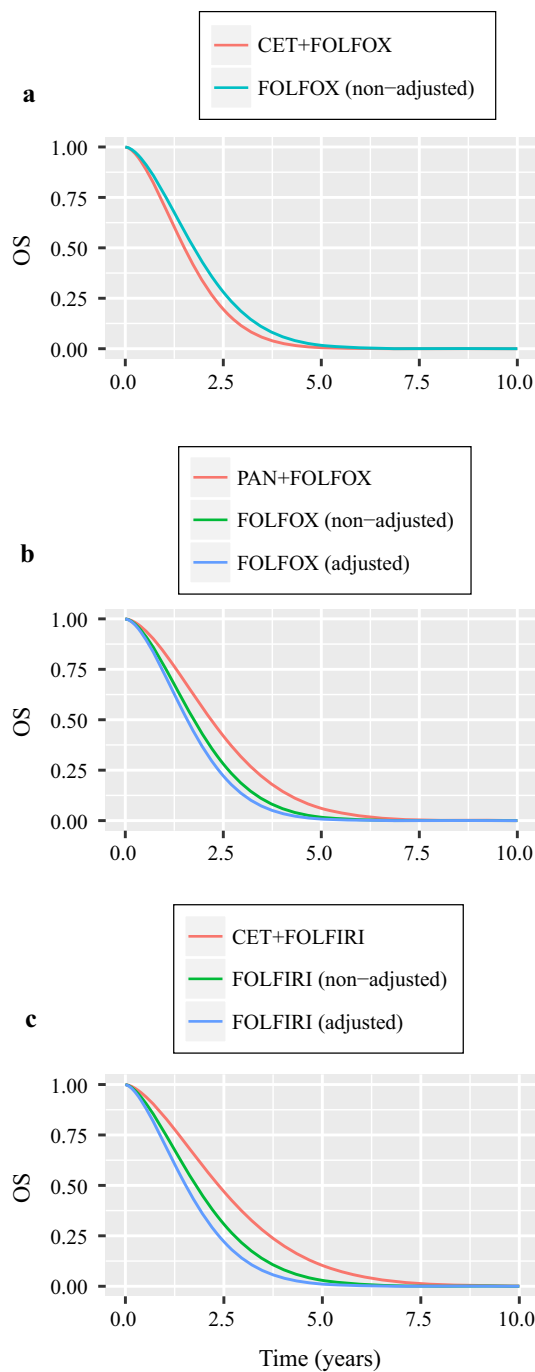 CET+FOLFOX
FOLFOX (non−adjusted)
a
1.00
0.75
0.50
0.25
0.00
OS
0.0 2.5 5.0 7.5 10.0
PAN+FOLFOX
FOLFOX (non−adjusted)
FOLFOX (adjusted)
b
1.00
0.75
0.50
0.25
0.00
OS
0.0 2.5 5.0 7.5 10.0
CET+FOLFIRI
FOLFIRI (non−adjusted)
FOLFIRI (adjusted)
c
1.00
0.75
0.50
0.25
0.00
OS
0.0 2.5 5.0 7.5 10.0
Time (years)